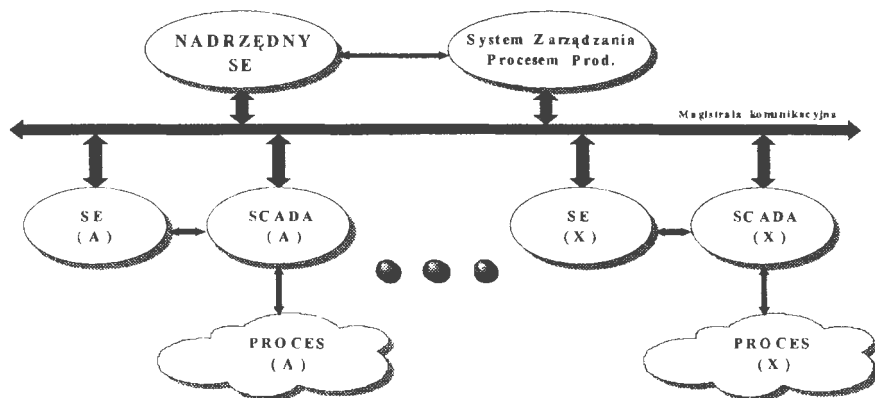 NADRZĘDNY
SE
System Zarządzania
Procesem Prod.
Magistrala komunikacyjna
SE
(A)
SCADA
(A)
SE
(X)
SCADA
(X)
PROCES
(A)
PROCES
(X)